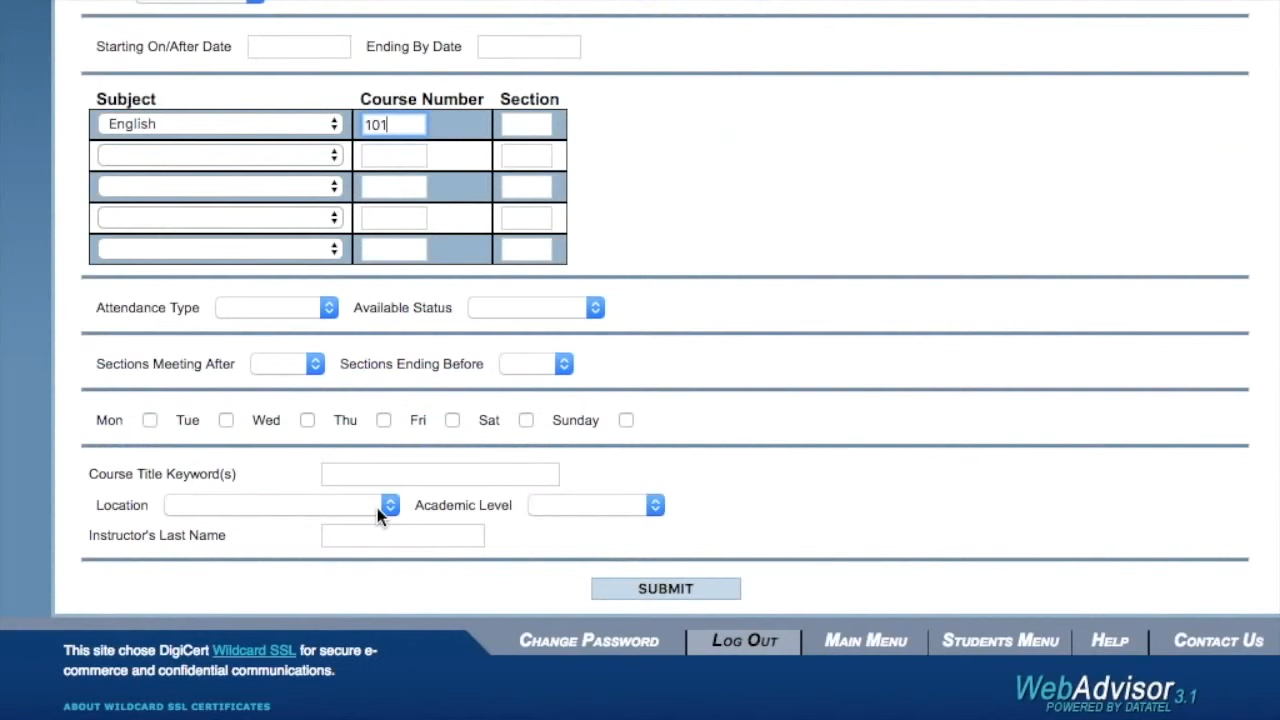 Starting On/After Date Ending By Date
Subject Course Number Section
English 101
Attendance Type Available Status
Sections Meeting After Sections Ending Before
Mon Tue Wed Thu Fri Sat Sunday
Course Title Keyword(s)
Location Academic Level
Instructor's Last Name
SUBMIT
CHANGE PASSWORD LOG OUT MAIN MENU STUDENTS MENU HELP CONTACT US
This site chose DigiCert Wildcard SSL for secure e-
commerce and confidential communications.
ABOUT WILDCARD SSL CERTIFICATES
WebAdvisor 3.1
POWERED BY DATATEL